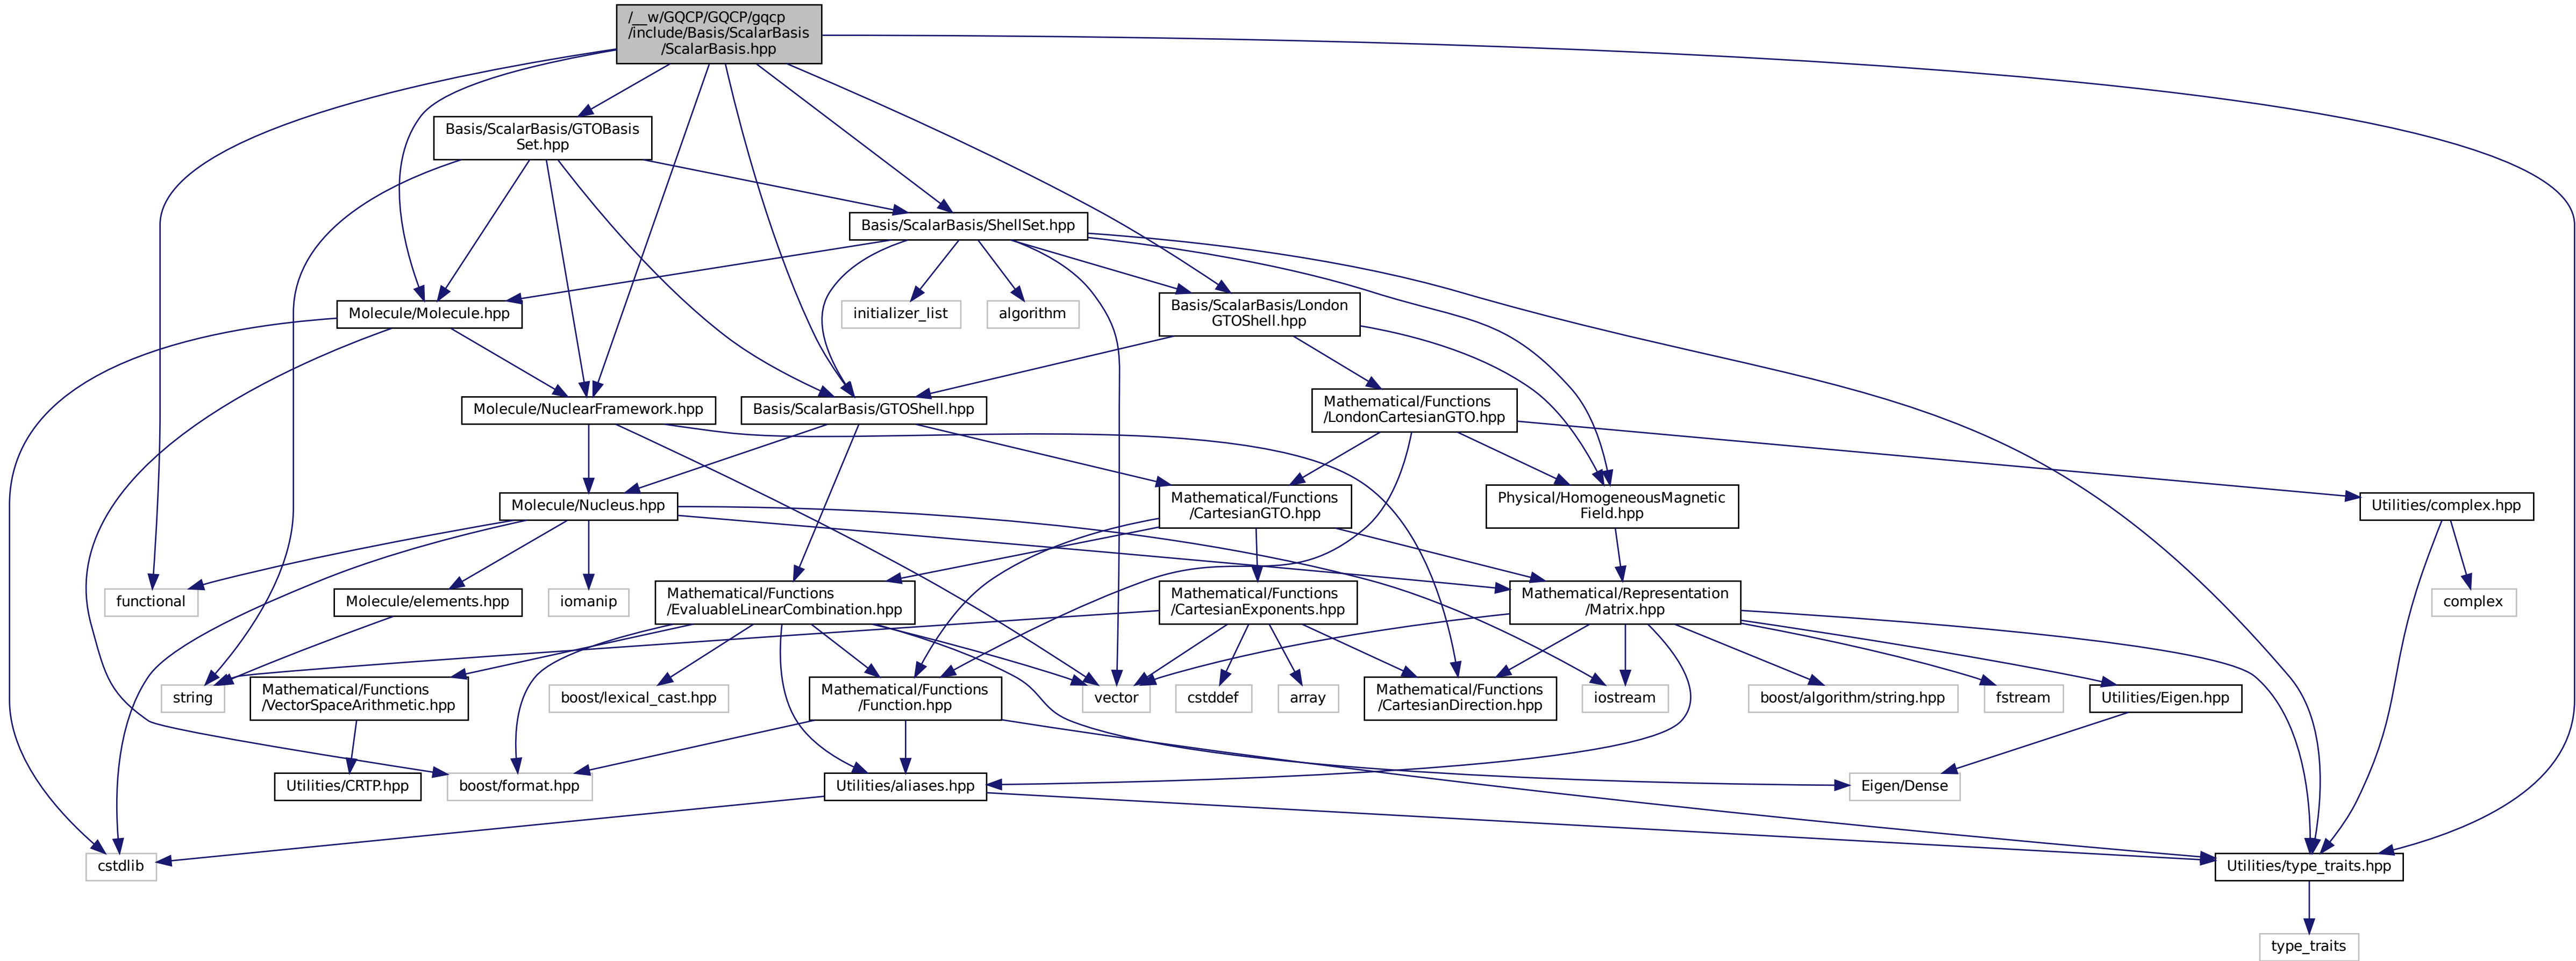 /__w/GQCP/GQCP/gqcp
/include/Basis/ScalarBasis
/ScalarBasis.hpp
Basis/ScalarBasis/GTOBasis
Set.hpp
Basis/ScalarBasis/ShellSet.hpp
Molecule/Molecule.hpp
initializer_list
algorithm
Basis/ScalarBasis/London
GTOShell.hpp
Molecule/NuclearFramework.hpp
Basis/ScalarBasis/GTOShell.hpp
Mathematical/Functions
/LondonCartesianGTO.hpp
Molecule/Nucleus.hpp
Mathematical/Functions
/CartesianGTO.hpp
Physical/HomogeneousMagnetic
Field.hpp
Utilities/complex.hpp
functional
Molecule/elements.hpp
iomanip
Mathematical/Functions
/EvaluableLinearCombination.hpp
Mathematical/Functions
/CartesianExponents.hpp
Mathematical/Representation
/Matrix.hpp
complex
string
Mathematical/Functions
/VectorSpaceArithmetic.hpp
boost/lexical_cast.hpp
Mathematical/Functions
/Function.hpp
vector
cstddef
array
Mathematical/Functions
/CartesianDirection.hpp
iostream
boost/algorithm/string.hpp
fstream
Utilities/Eigen.hpp
Utilities/CRTP.hpp
boost/format.hpp
Utilities/aliases.hpp
Eigen/Dense
cstdlib
Utilities/type_traits.hpp
type_traits